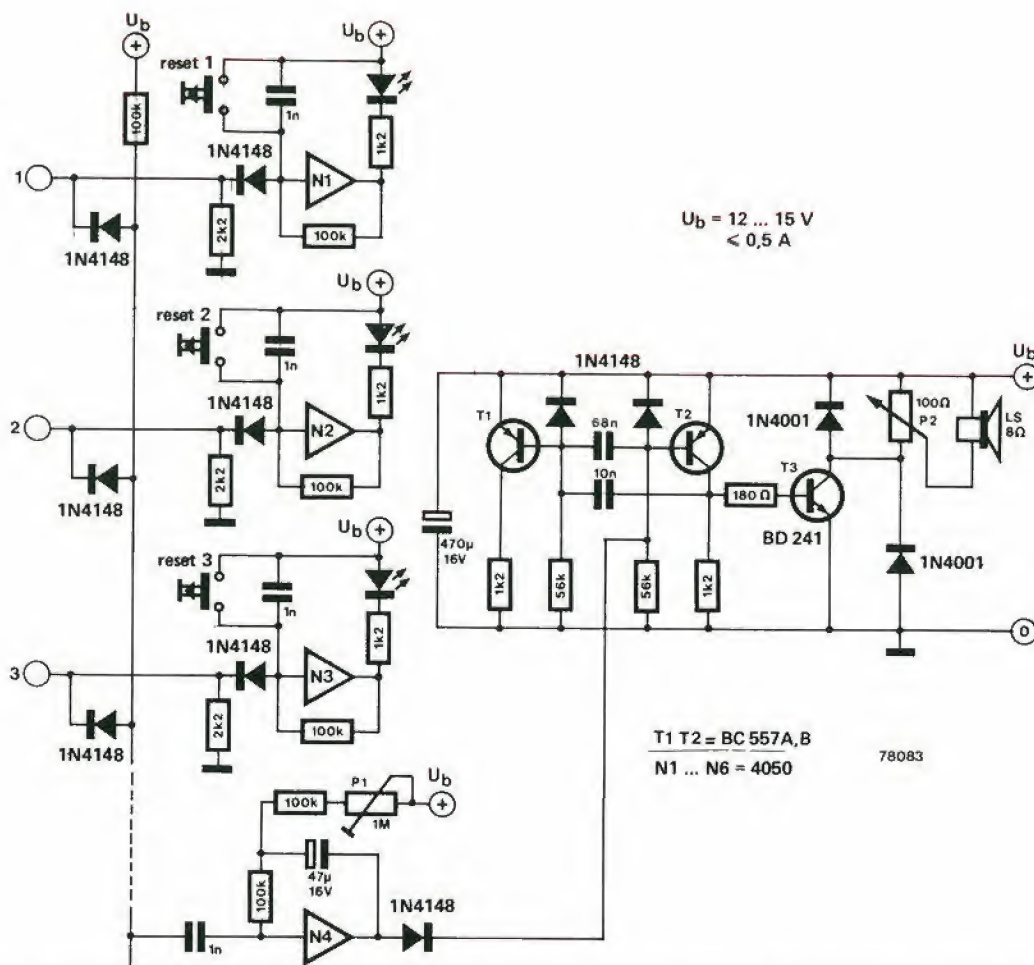 Ub
+
100k
1
1N4148
reset 1
1n
1N4148
2k2
N1
100k
Ub
+
1k2
2
1N4148
reset 2
1n
1N4148
2k2
N2
100k
Ub
+
1k2
3
1N4148
reset 3
1n
1N4148
2k2
N3
100k
Ub
+
1k2
1n
100k
100k
P1
1M
Ub
+
47µ
16V
N4
1N4148
Ub = 12 ... 15 V
≤ 0,5 A
1N4148
Ub
+
T1
68n
10n
T2
470µ
16V
1k2
56k
56k
1k2
180 Ω
T3
BD 241
1N4001
100Ω
P2
LS
8Ω
1N4001
0
T1 T2 = BC 557A,B
N1 ... N6 = 4050
78083